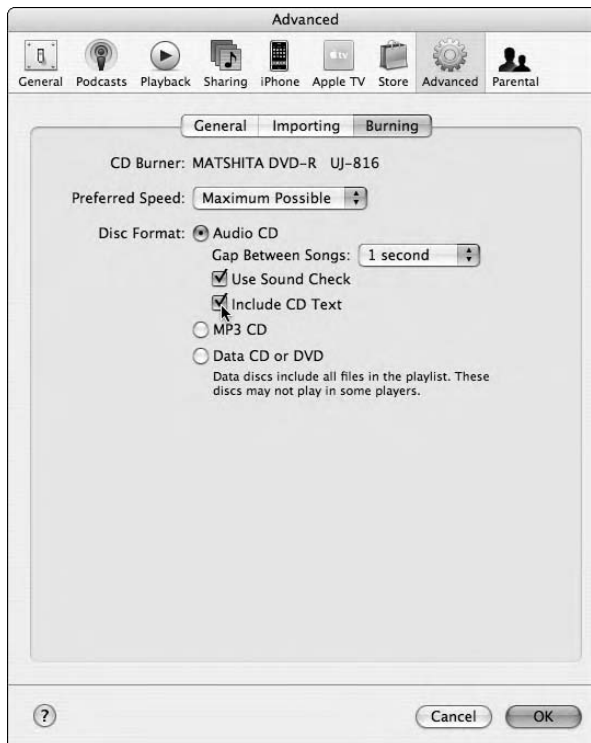 Advanced
General Podcasts Playback Sharing iPhone Apple TV Store Advanced Parental
General Importing Burning
CD Burner: MATSHITA DVD-R UJ-816
Preferred Speed: Maximum Possible
Disc Format: Audio CD
Gap Between Songs: 1 second
Use Sound Check
Include CD Text
MP3 CD
Data CD or DVD
Data discs include all files in the playlist. These
discs may not play in some players.
? Cancel OK